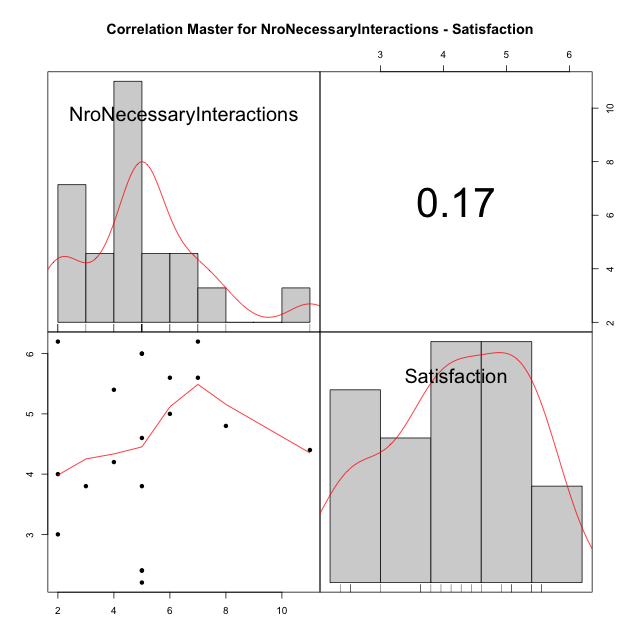 Correlation Master for NroNecessaryInteractions - Satisfaction
3 4 5 6
NroNecessaryInteractions
0.17
10
8
6
4
2
Satisfaction
6
5
4
3
2 4 6 8 10